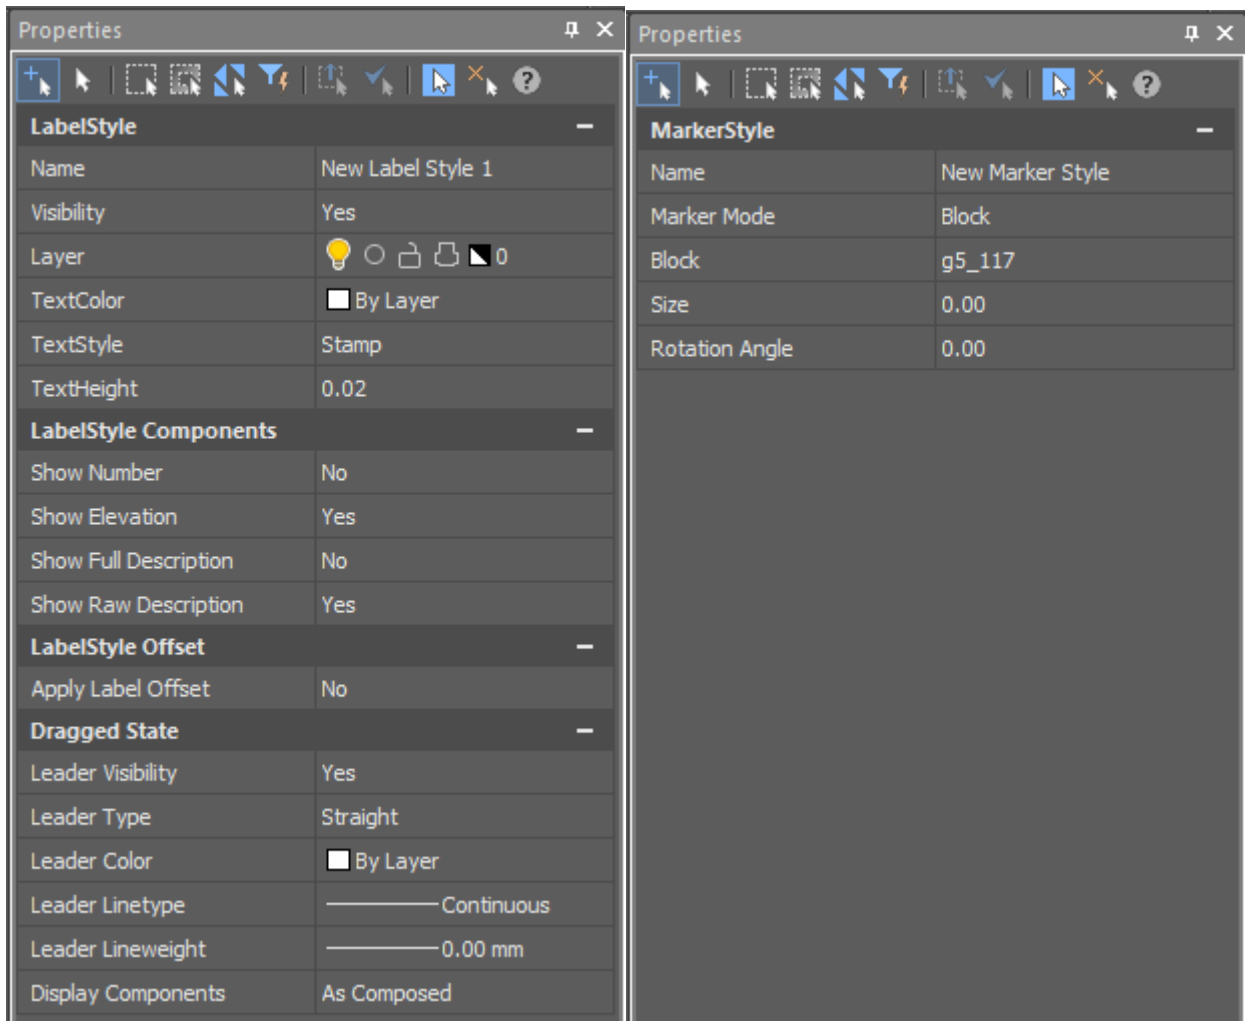 Properties
LabelStyle
Name New Label Style 1
Visibility Yes
Layer 0
TextColor By Layer
TextStyle Stamp
TextHeight 0.02
LabelStyle Components
Show Number No
Show Elevation Yes
Show Full Description No
Show Raw Description Yes
LabelStyle Offset
Apply Label Offset No
Dragged State
Leader Visibility Yes
Leader Type Straight
Leader Color By Layer
Leader Linetype Continuous
Leader Lineweight 0.00 mm
Display Components As Composed
Properties
MarkerStyle
Name New Marker Style
Marker Mode Block
Block g5_117
Size 0.00
Rotation Angle 0.00